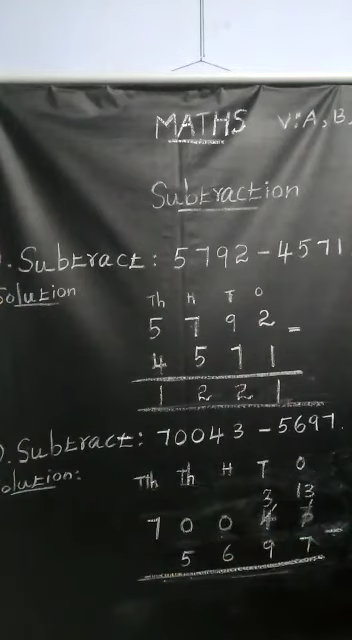 MATHS V:A,B,
Subtraction
. Subtract: 5792 - 4571
Solution
Th H T O
5 7 9 2 -
4 5 7 1
1 2 2 1
). Subtract: 70043 - 5697.
olution:
Tth Th H T O
3 13
7 0 0 4 3 -
5 6 9 7